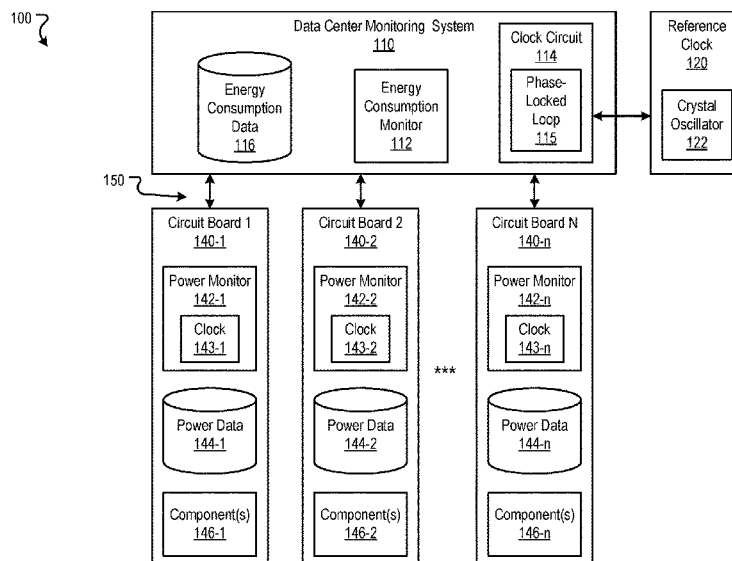 100
Data Center Monitoring System
110
Energy
Consumption
Data
116
Energy
Consumption
Monitor
112
Clock Circuit
114
Phase-
Locked
Loop
115
Reference
Clock
120
Crystal
Oscillator
122
150
Circuit Board 1
140-1
Power Monitor
142-1
Clock
143-1
Power Data
144-1
Component(s)
146-1
Circuit Board 2
140-2
Power Monitor
142-2
Clock
143-2
Power Data
144-2
Component(s)
146-2
***
Circuit Board N
140-n
Power Monitor
142-n
Clock
143-n
Power Data
144-n
Component(s)
146-n